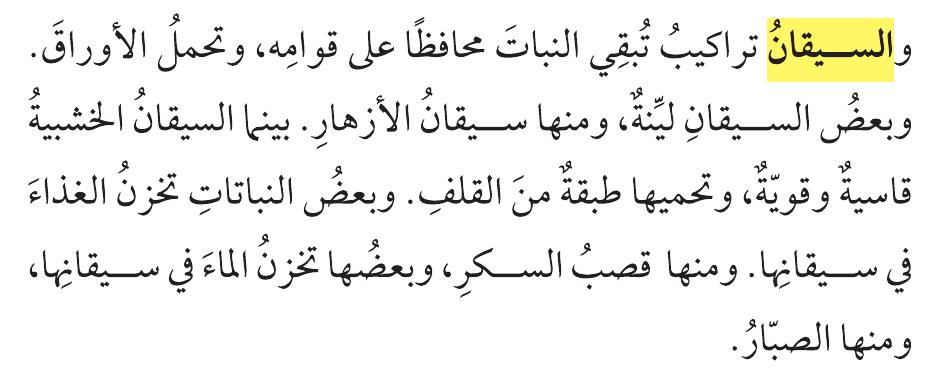 والسيقانُ تراكيبُ تُبقِي النباتَ محافظًا على قوامِه، وتحملُ الأوراقَ.
وبعضُ السيقانِ ليِّنةٌ، ومنها سيقانُ الأزهارِ. بينما السيقانُ الخشبيةُ
قاسيةٌ وقويّةٌ، وتحميها طبقةٌ منَ القلفِ. وبعضُ النباتاتِ تخزنُ الغذاءَ
في سيقانِها. ومنها قصبُ السكرِ، وبعضُها تخزنُ الماءَ في سيقانِها،
ومنها الصبّارُ.